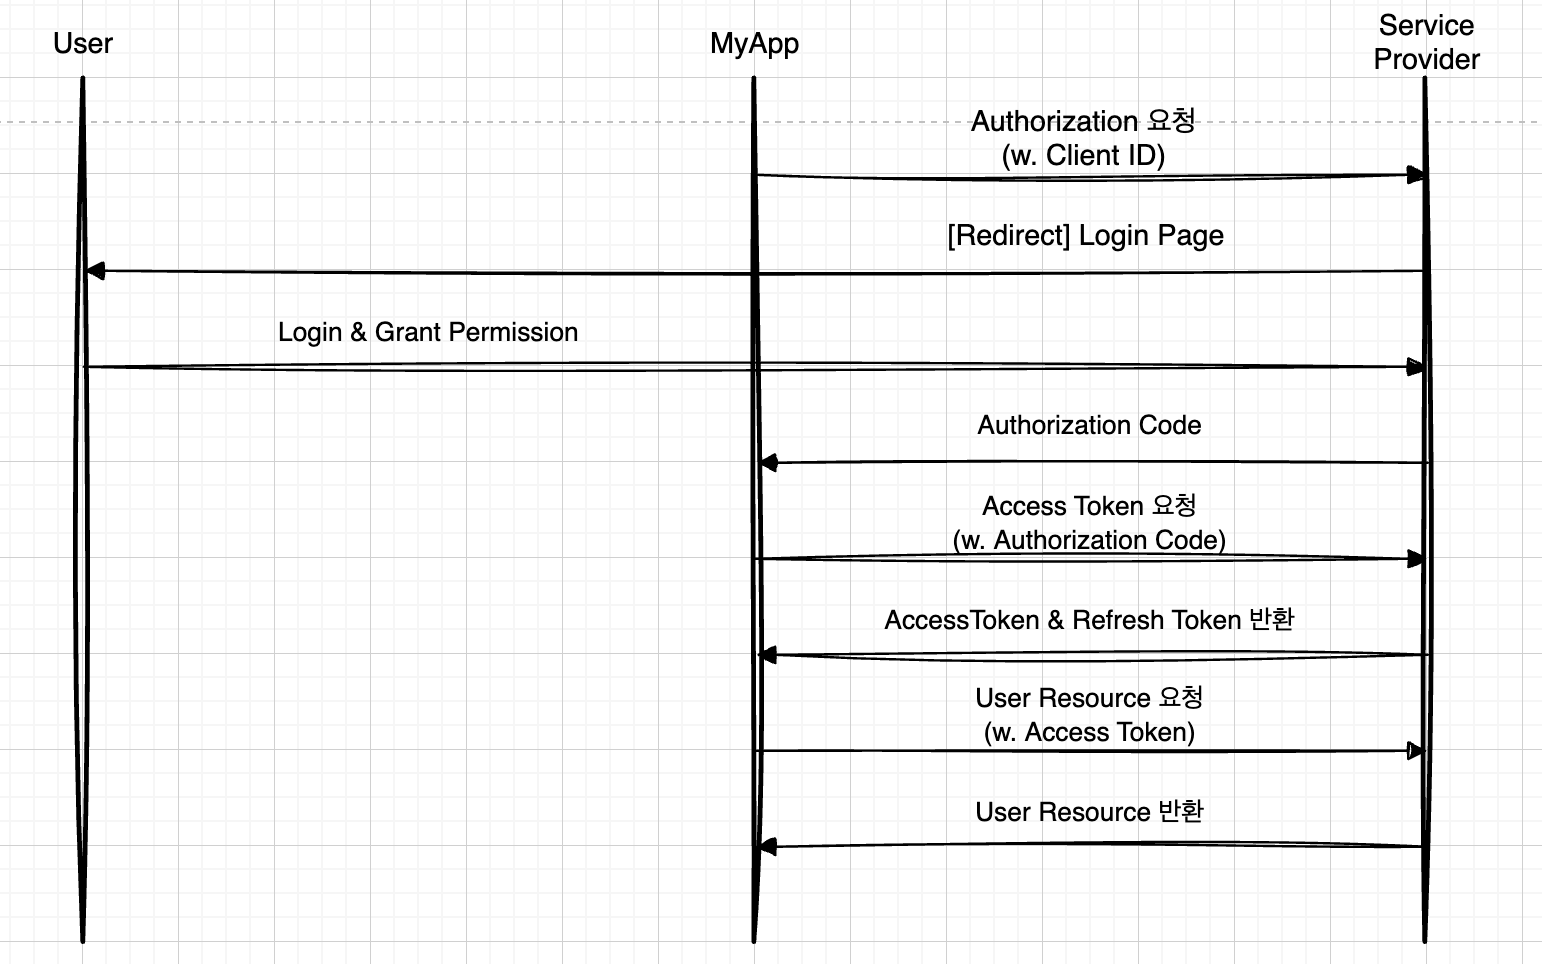 User
MyApp
Service
Provider
Authorization 요청
(w. Client ID)
[Redirect] Login Page
Login & Grant Permission
Authorization Code
Access Token 요청
(w. Authorization Code)
AccessToken & Refresh Token 반환
User Resource 요청
(w. Access Token)
User Resource 반환